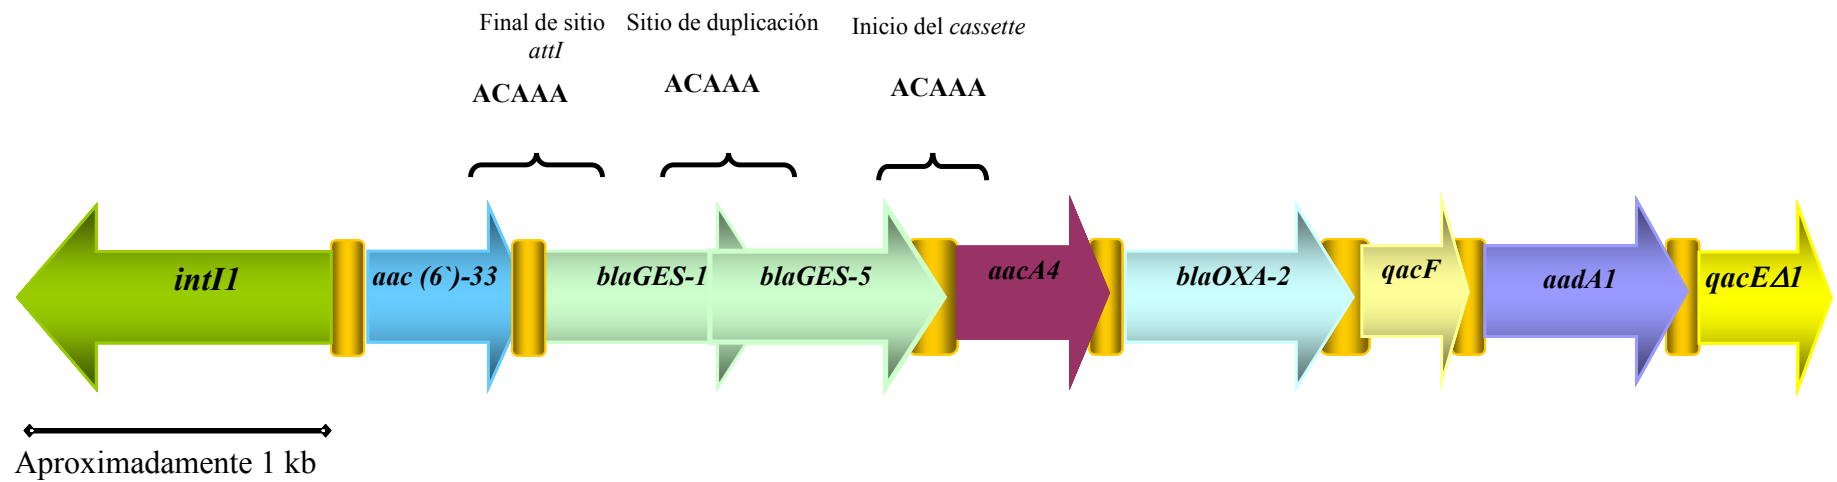 Final de sitio
attI
Sitio de duplicación
Inicio del cassette
ACAAA
ACAAA
ACAAA
intI1
aac (6`)-33
blaGES-1
blaGES-5
aacA4
blaOXA-2
qacF
aadA1
qacEΔ1
Aproximadamente 1 kb